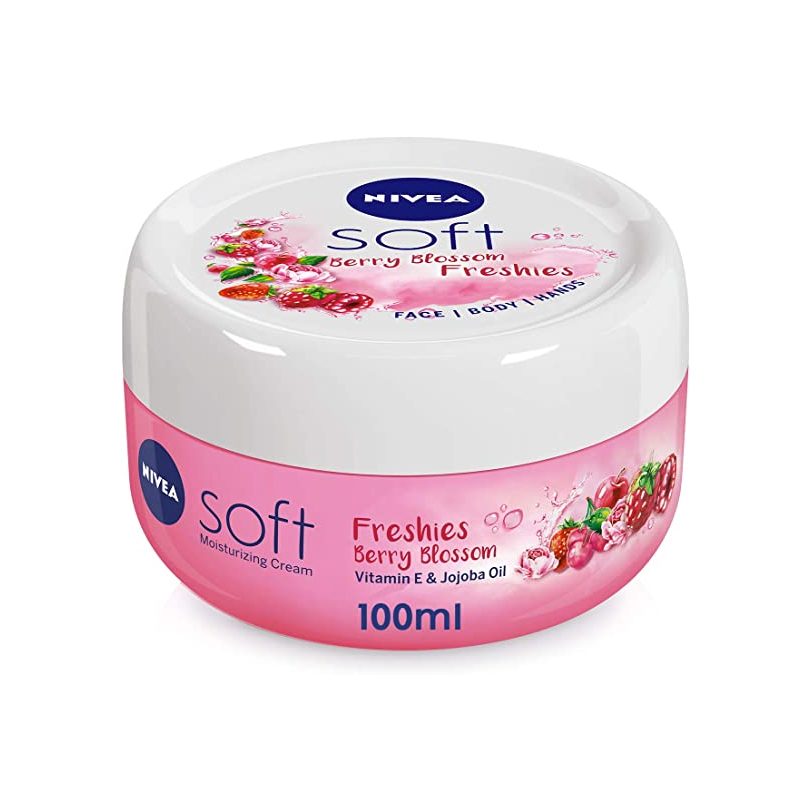 NIVEA
soft
Berry Blossom
Freshies
FACE | BODY | HANDS
NIVEA
soft
Moisturizing Cream
Freshies
Berry Blossom
Vitamin E & Jojoba Oil
100ml